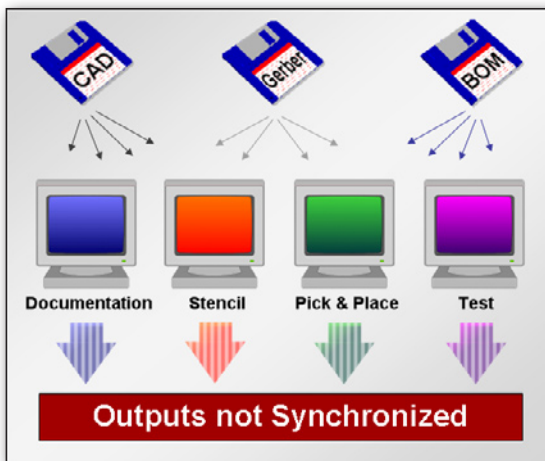 CAD
Gerber
BOM
Documentation
Stencil
Pick & Place
Test
Outputs not Synchronized